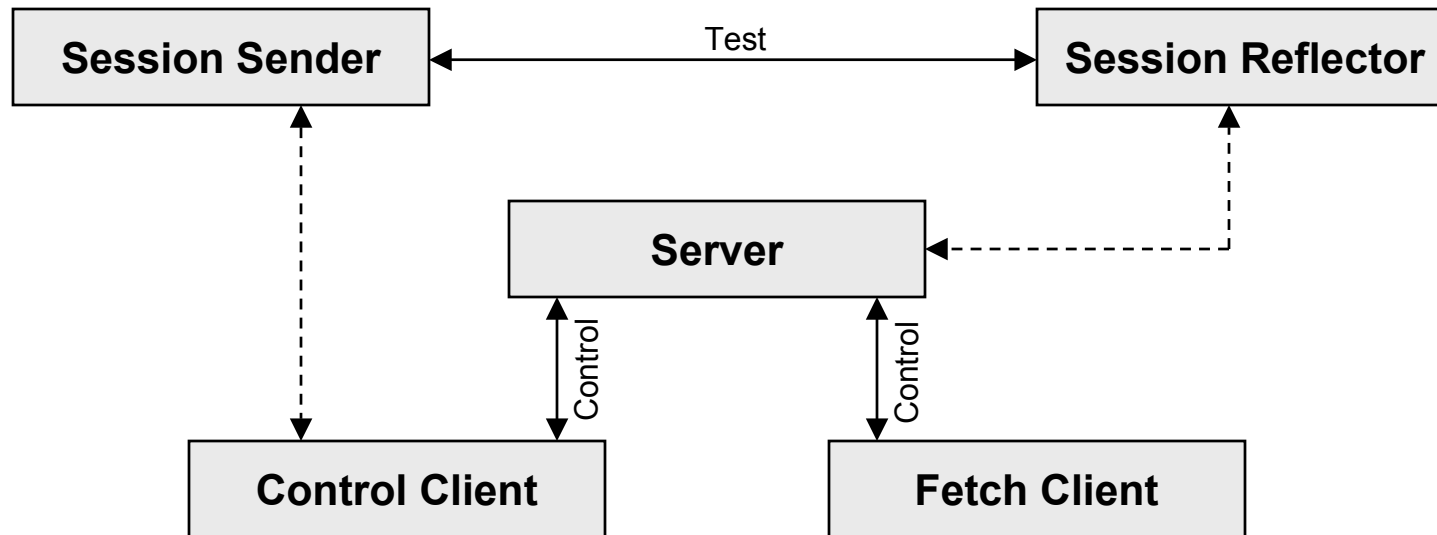 Test
Session Sender
Session Reflector
Server
Control
Control
Control Client
Fetch Client